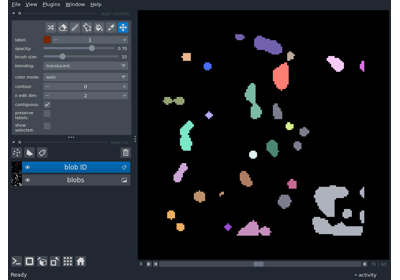 File View Plugins Window Help
label: 1
opacity: 0.70
brush size: 10
blending: translucent
color mode: auto
contour: 0
n edit dim: 2
contiguous:
preserve labels:
show selected:
blob ID
blobs
Ready
activity